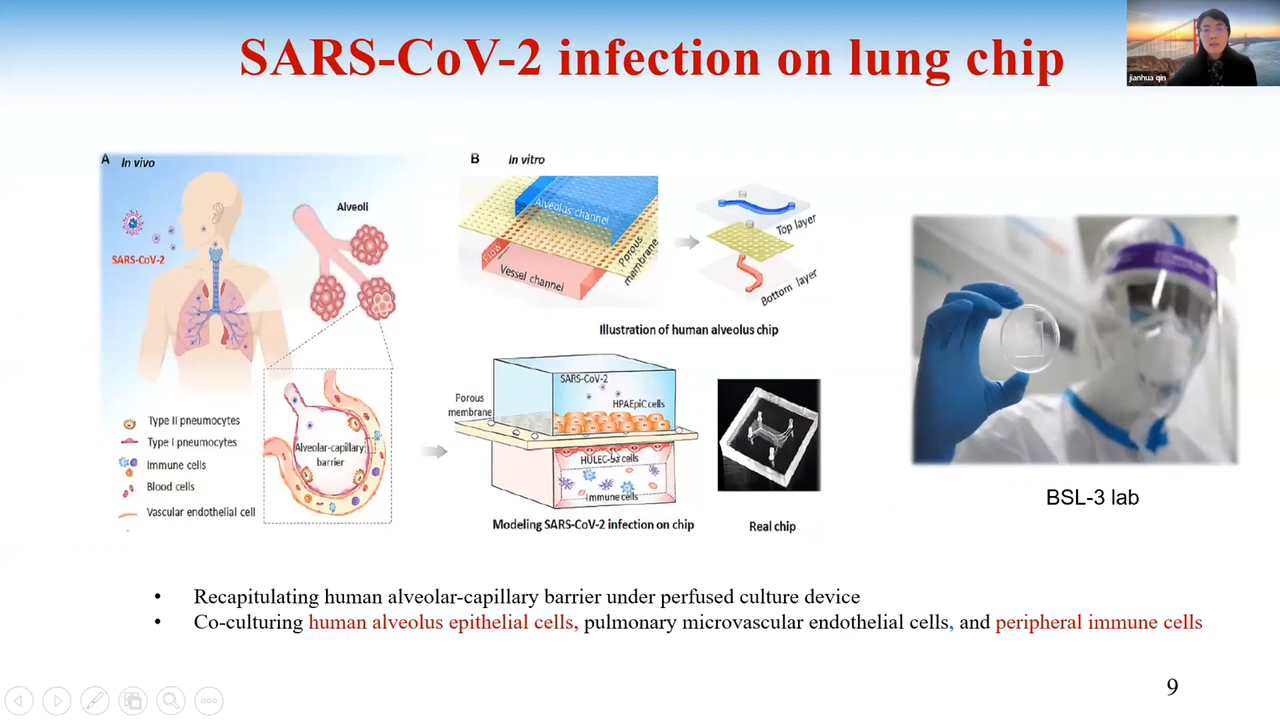 SARS-CoV-2 infection on lung chip
jianhua qin
A In vivo
SARS-CoV-2
Alveoli
Type II pneumocytes
Type I pneumocytes
Immune cells
Blood cells
Vascular endothelial cell
Alveolar-capillary
barrier
B In vitro
Alveolus channel
Flow
Vessel channel
Porous
membrane
Top layer
Bottom layer
Illustration of human alveolus chip
Porous
membrane
SARS-CoV-2
HPAEpiC cells
HULEC-5a cells
Immune cells
Modeling SARS-CoV-2 infection on chip
Real chip
BSL-3 lab
• Recapitulating human alveolar-capillary barrier under perfused culture device
• Co-culturing human alveolus epithelial cells, pulmonary microvascular endothelial cells, and peripheral immune cells
9